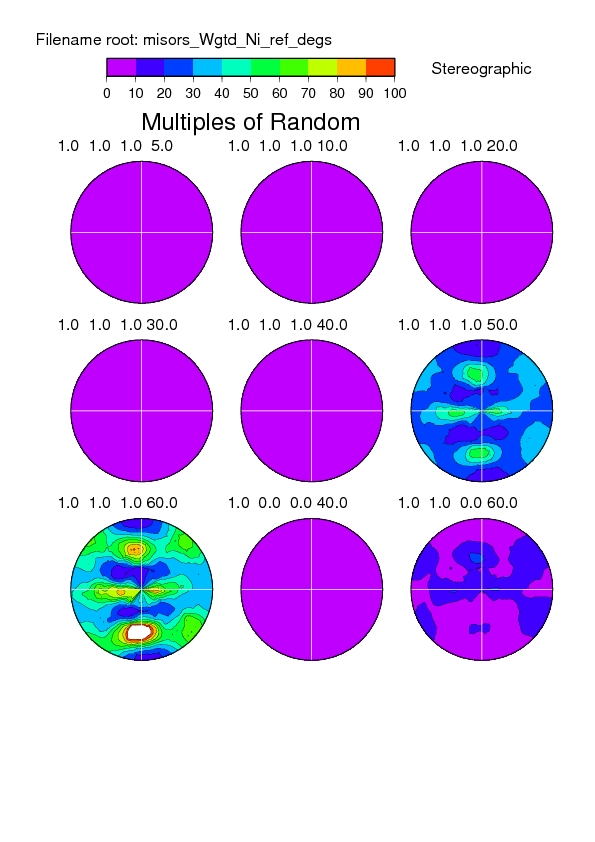 Filename root: misors_Wgtd_Ni_ref_degs
Stereographic
0 10 20 30 40 50 60 70 80 90 100
Multiples of Random
1.0 1.0 1.0 5.0 1.0 1.0 1.0 10.0 1.0 1.0 1.0 20.0
1.0 1.0 1.0 30.0 1.0 1.0 1.0 40.0 1.0 1.0 1.0 50.0
1.0 1.0 1.0 60.0 1.0 0.0 0.0 40.0 1.0 1.0 0.0 60.0